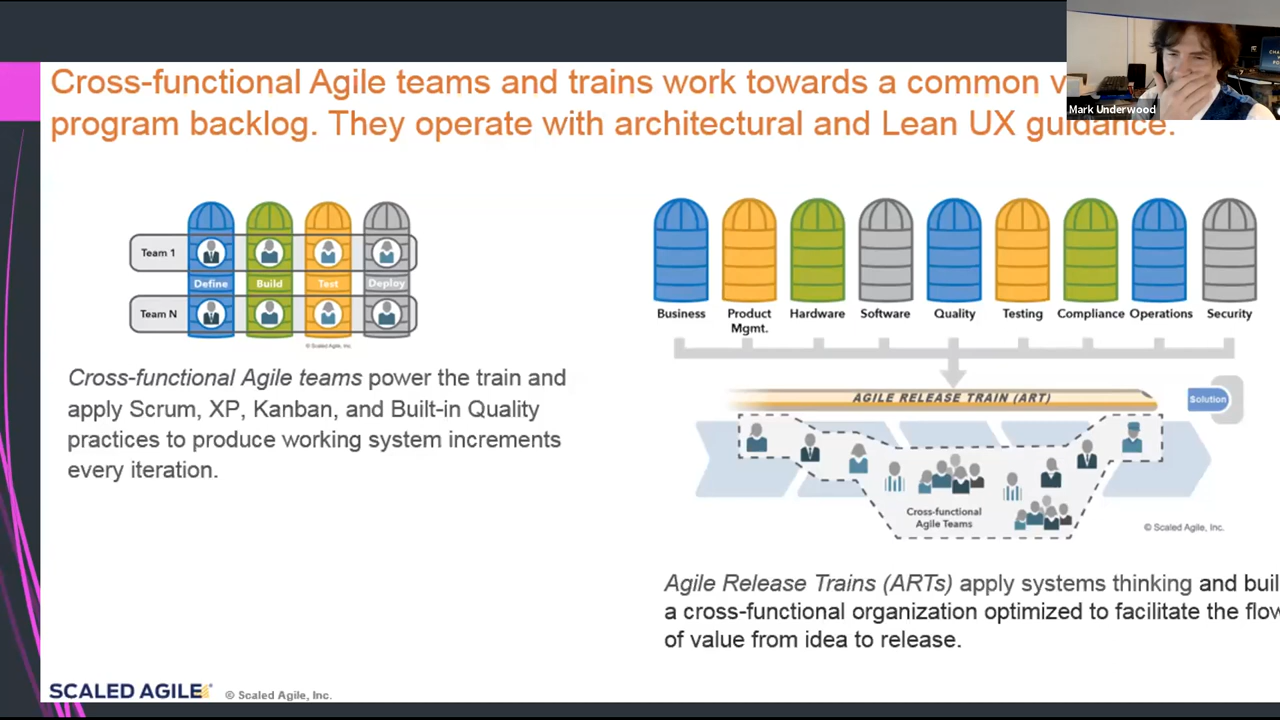 Cross-functional Agile teams and trains work towards a common
program backlog. They operate with architectural and Lean UX guidance.
Mark Underwood
Team 1
Define Build Test Deploy
Team N
© Scaled Agile, Inc.
Cross-functional Agile teams power the train and
apply Scrum, XP, Kanban, and Built-in Quality
practices to produce working system increments
every iteration.
Business Product Mgmt. Hardware Software Quality Testing Compliance Operations Security
AGILE RELEASE TRAIN (ART)
Solution
Cross-functional
Agile Teams
© Scaled Agile, Inc.
Agile Release Trains (ARTs) apply systems thinking and buil
a cross-functional organization optimized to facilitate the flow
of value from idea to release.
SCALED AGILE® © Scaled Agile, Inc.